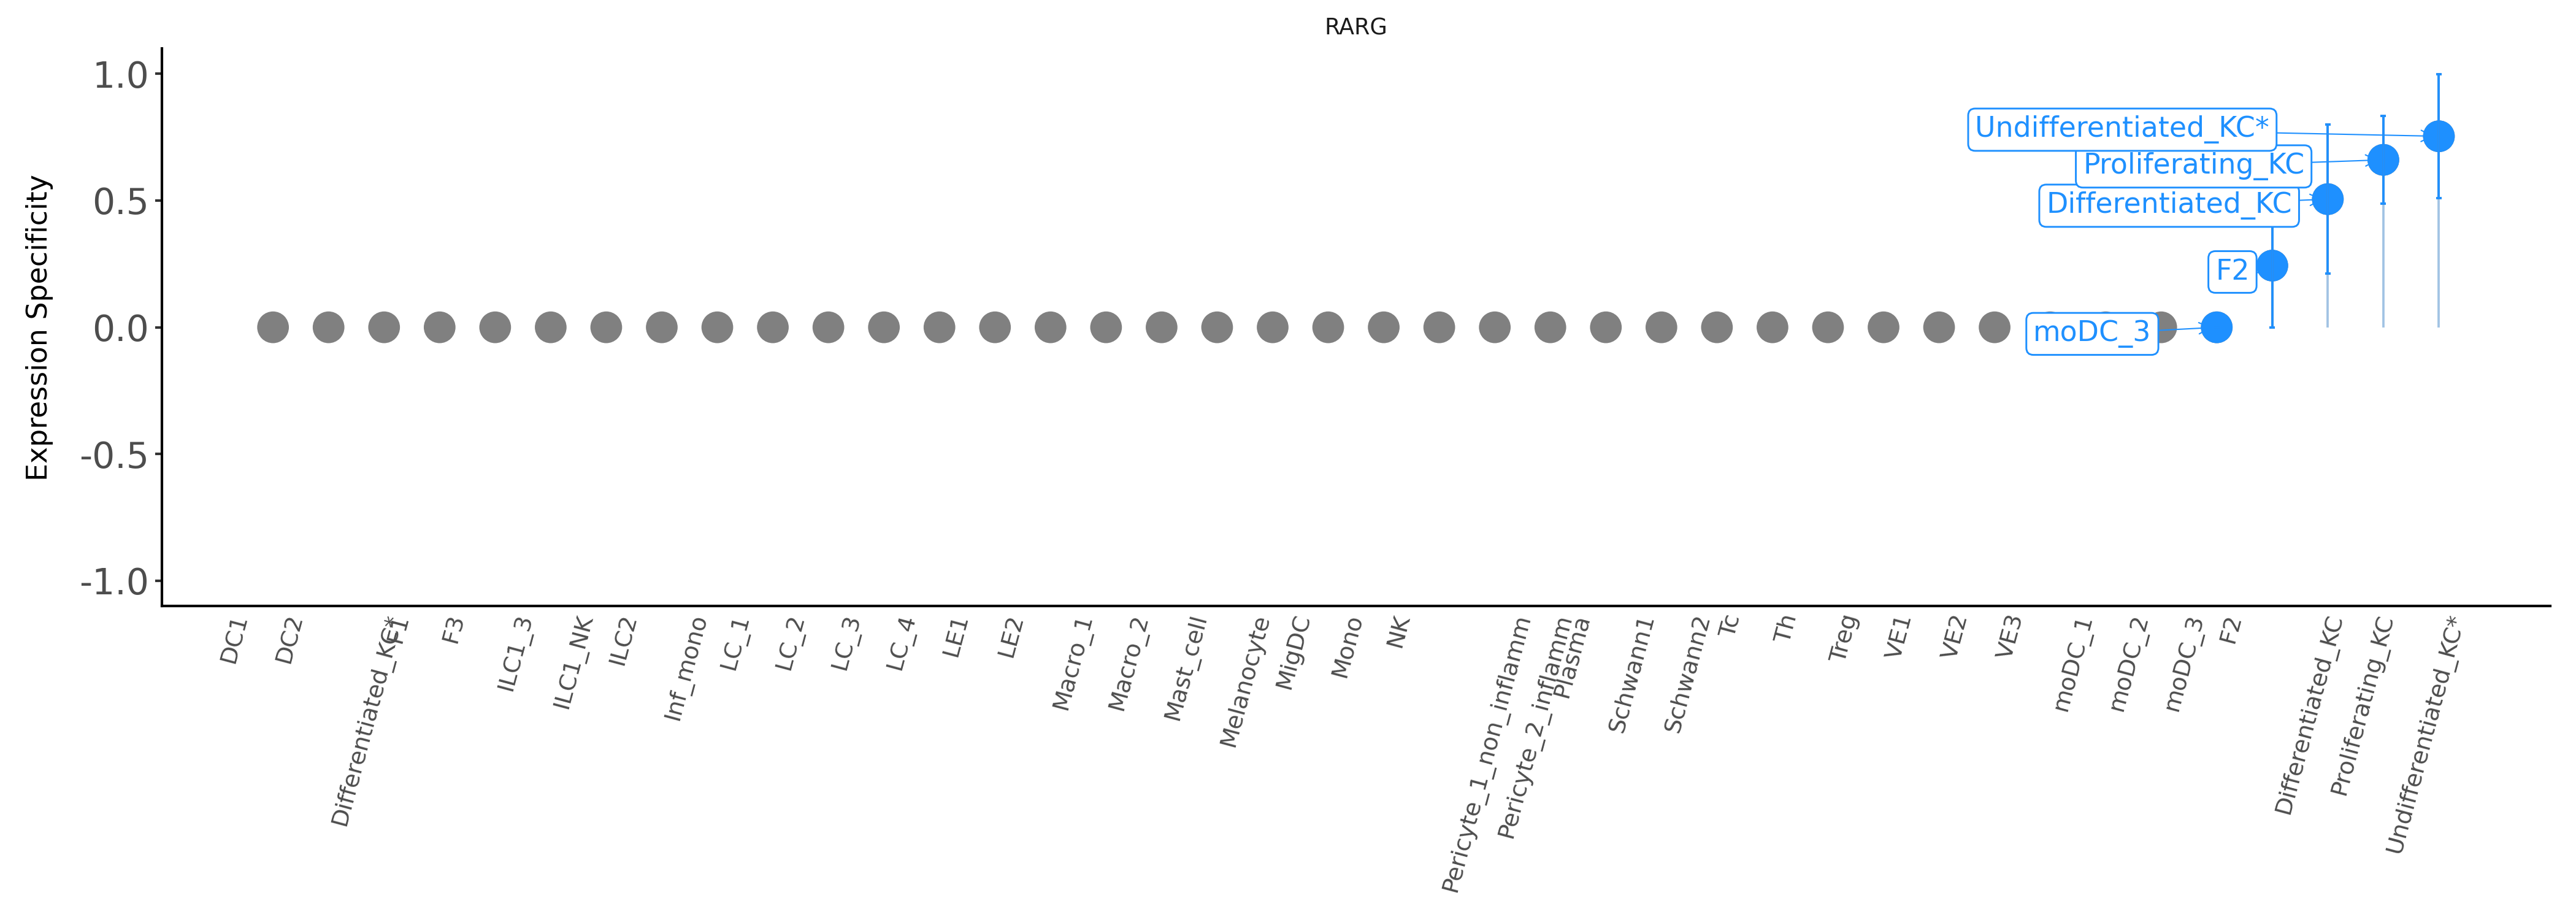 RARG
Expression Specificity
1.0
0.5
0.0
-0.5
-1.0
Undifferentiated_KC*
Proliferating_KC
Differentiated_KC
F2
moDC_3
DC1
DC2
Differentiated_KC*
F1
F3
ILC1_3
ILC1_NK
ILC2
Inf_mono
LC_1
LC_2
LC_3
LC_4
LE1
LE2
Macro_1
Macro_2
Mast_cell
Melanocyte
MigDC
Mono
NK
Pericyte_1_non_inflamm
Pericyte_2_inflamm
Plasma
Schwann1
Schwann2
Tc
Th
Treg
VE1
VE2
VE3
moDC_1
moDC_2
moDC_3
F2
Differentiated_KC
Proliferating_KC
Undifferentiated_KC*